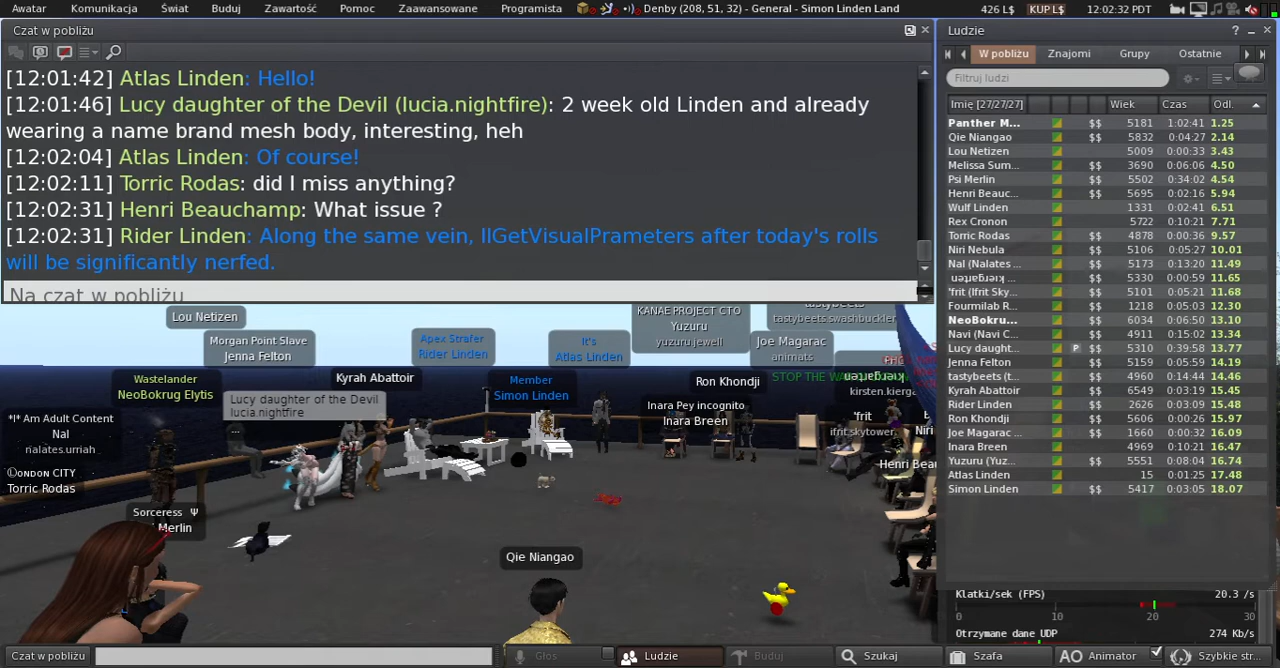 Awatar Komunikacja Świat Buduj Zawartość Pomoc Zaawansowane Programista Denby (208, 51, 32) - General - Simon Linden Land 426 L$ KUP L$ 12:02:32 PDT
Czat w pobliżu
[12:01:42] Atlas Linden: Hello!
[12:01:46] Lucy daughter of the Devil (lucia.nightfire): 2 week old Linden and already
wearing a name brand mesh body, interesting, heh
[12:02:04] Atlas Linden: Of course!
[12:02:11] Torric Rodas: did I miss anything?
[12:02:31] Henri Beauchamp: What issue ?
[12:02:31] Rider Linden: Along the same vein, llGetVisualPrameters after today's rolls
will be significantly nerfed.
Na czat w pobliżu
Ludzie
W pobliżu Znajomi Grupy Ostatnie
Filtruj ludzi
Imię [27/27/27] Wiek Czas Odl.
Panther M... $$ 5181 1:02:41 1.25
Qie Niangao $$ 5832 0:04:27 2.14
Lou Netizen 5009 0:00:33 3.43
Melissa Sum... $$ 3690 0:06:06 4.50
Psi Merlin $$ 5502 0:34:02 4.54
Henri Beauc... $$ 5695 0:02:16 5.94
Wulf Linden 1331 0:02:41 6.51
Rex Cronon 5722 0:10:21 7.71
Torric Rodas $$ 4878 0:00:36 9.57
Niri Nebula $$ 5106 0:05:27 10.01
Nal (Nalates ... $$ 5173 0:13:20 11.49
$$ 5330 0:00:59 11.65
'frit (Ifrit Sky... $$ 5101 0:05:21 11.68
Fourmilab R... $$ 1218 0:05:03 12.30
NeoBokru... $$ 6034 0:06:50 13.10
Navi (Navi C... $$ 4911 0:15:02 13.34
Lucy daught... P $$ 5310 0:39:58 13.77
Jenna Felton $$ 5159 0:05:59 14.19
tastybeets (t... $$ 4960 0:14:44 14.46
Kyrah Abattoir $$ 6549 0:03:19 15.45
Rider Linden $$ 2626 0:03:09 15.48
Ron Khondji $$ 5606 0:00:26 15.97
Joe Magarac $$ 1660 0:00:32 16.09
Inara Breen $$ 4969 0:10:21 16.47
Yuzuru (Yuz... $$ 5551 0:08:04 16.74
Atlas Linden 15 0:01:25 17.48
Simon Linden $$ 5417 0:03:05 18.07
Lou Netizen
Morgan Point Slave
Jenna Felton
Apex Strafer
Rider Linden
It's
Atlas Linden
KANAE PROJECT CTO
Yuzuru
yuzuru.jewell
tastybeets
tastybeets.swashbuckler
Joe Magarac
animats
STOP THE WA
kirsten.kierga
Wastelander
NeoBokrug Elytis
Kyrah Abattoir
Lucy daughter of the Devil
lucia.nightfire
Member
Simon Linden
Ron Khondji
Inara Pey incognito
Inara Breen
'frit
ifrit.skytower
Niri
Henri Beau
*!* Am Adult Content
Nal
nalates.urriah
ⓁONDON CITY
Torric Rodas
Sorceress Ψ
Merlin
Qie Niangao
Klatki/sek (FPS) 20.3 /s
0 10 20 30
Otrzymane dane UDP 274 Kb/s
Czat w pobliżu Głos Ludzie Buduj Szukaj Szafa AO Animator Szybkie str...